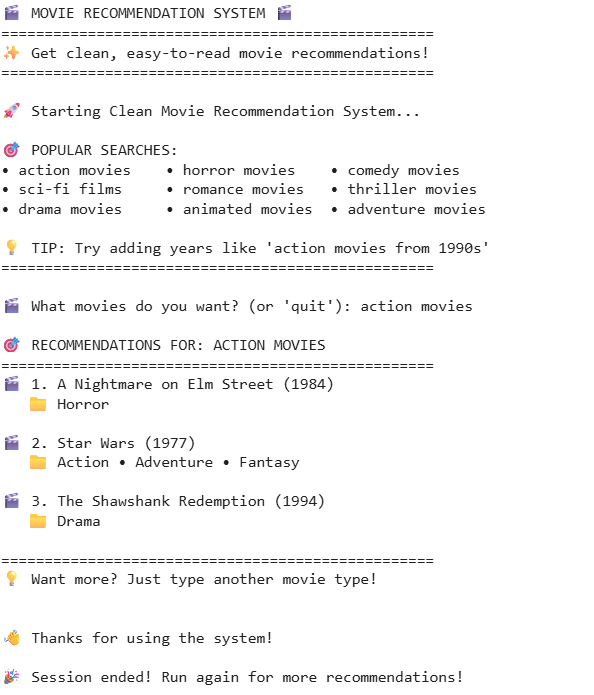 🎬 MOVIE RECOMMENDATION SYSTEM 🎬
==================================================
✨ Get clean, easy-to-read movie recommendations!
==================================================
🚀 Starting Clean Movie Recommendation System...
🎯 POPULAR SEARCHES:
• action movies    • horror movies    • comedy movies
• sci-fi films     • romance movies   • thriller movies
• drama movies     • animated movies  • adventure movies
💡 TIP: Try adding years like 'action movies from 1990s'
==================================================
🎬 What movies do you want? (or 'quit'): action movies
🎯 RECOMMENDATIONS FOR: ACTION MOVIES
==================================================
🎬 1. A Nightmare on Elm Street (1984)
📁 Horror
🎬 2. Star Wars (1977)
📁 Action • Adventure • Fantasy
🎬 3. The Shawshank Redemption (1994)
📁 Drama
==================================================
💡 Want more? Just type another movie type!
👋 Thanks for using the system!
🎉 Session ended! Run again for more recommendations!